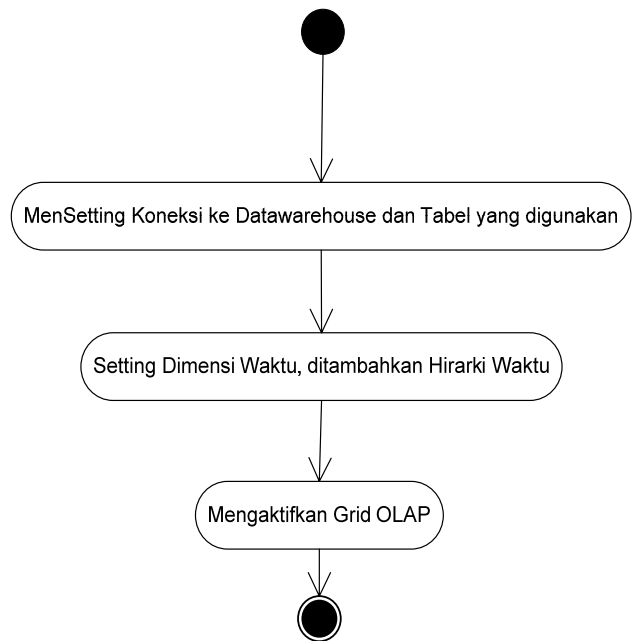 MenSetting Koneksi ke Datawarehouse dan Tabel yang digunakan
Setting Dimensi Waktu, ditambahkan Hirarki Waktu
Mengaktifkan Grid OLAP